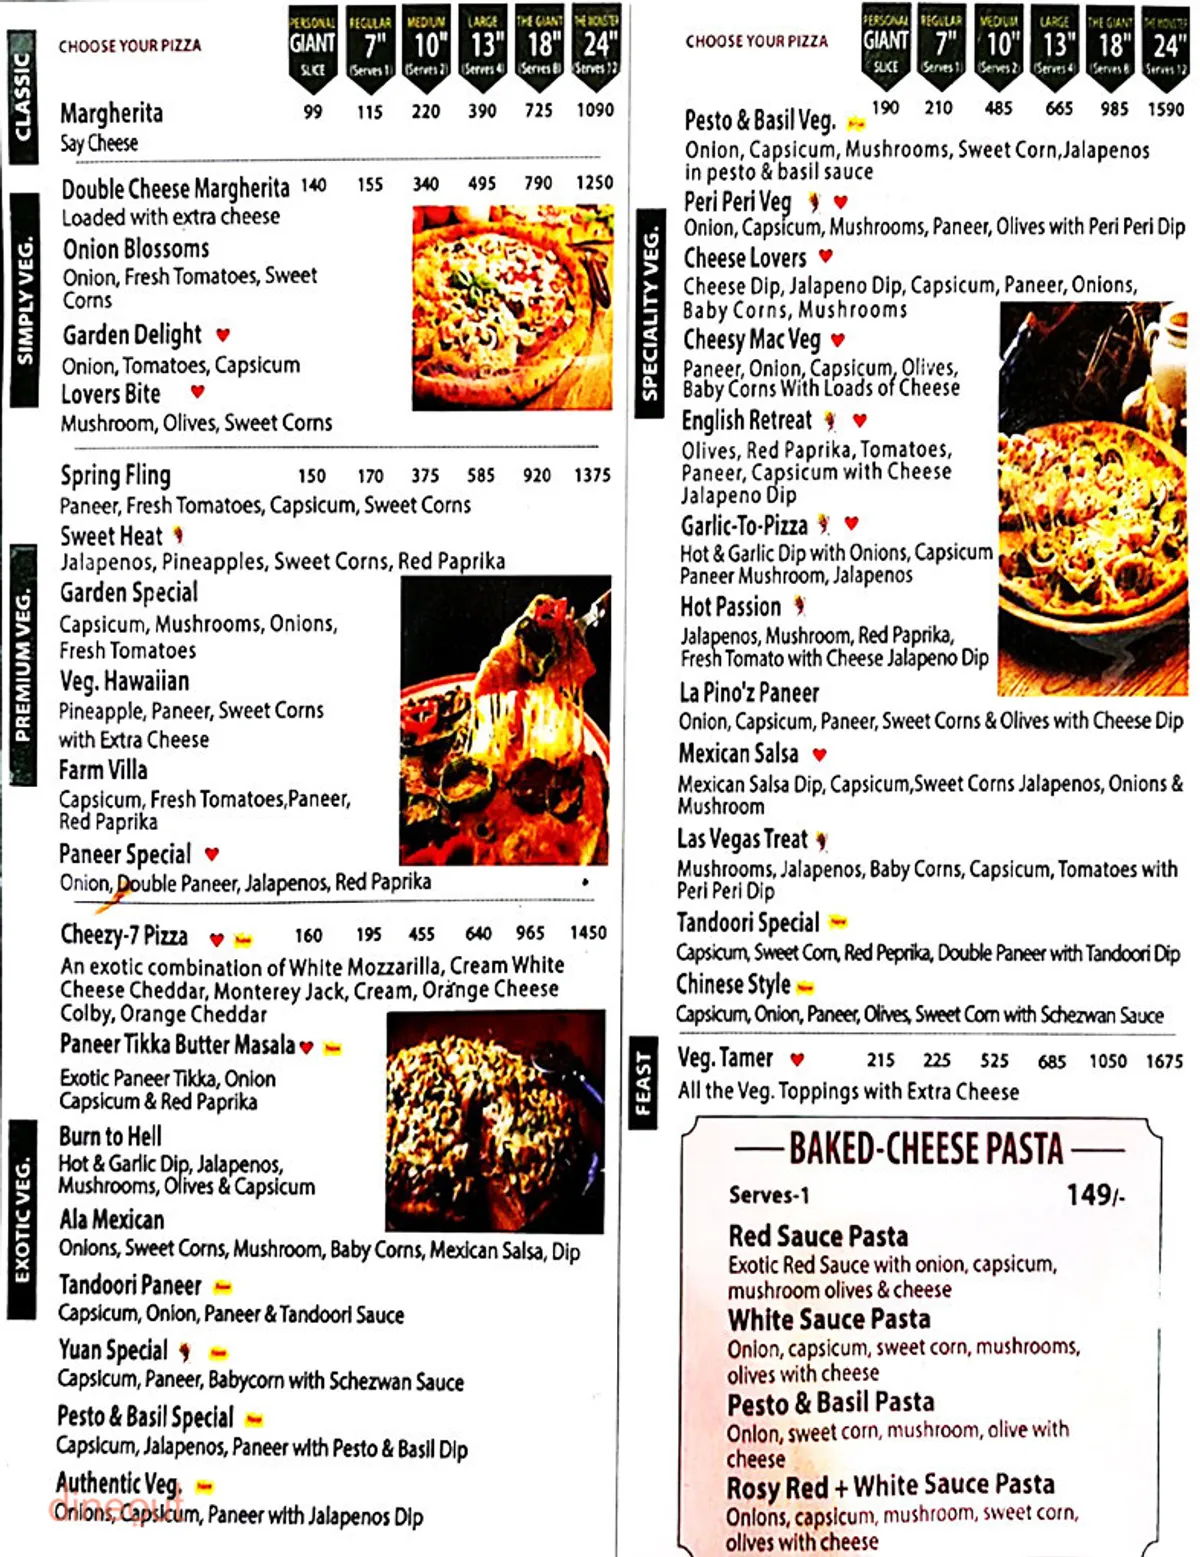 CHOOSE YOUR PIZZA
PERSONAL GIANT SLICE
REGULAR 7" (Serves 1)
MEDIUM 10" (Serves 2)
LARGE 13" (Serves 4)
THE GIANT 18" (Serves 8)
THE MONSTER 24" (Serves 12)
CLASSIC
Margherita 99 115 220 390 725 1090
Say Cheese
SIMPLY VEG.
Double Cheese Margherita 140 155 340 495 790 1250
Loaded with extra cheese
Onion Blossoms
Onion, Fresh Tomatoes, Sweet
Corns
Garden Delight
Onion, Tomatoes, Capsicum
Lovers Bite
Mushroom, Olives, Sweet Corns
PREMIUM VEG.
Spring Fling 150 170 375 585 920 1375
Paneer, Fresh Tomatoes, Capsicum, Sweet Corns
Sweet Heat
Jalapenos, Pineapples, Sweet Corns, Red Paprika
Garden Special
Capsicum, Mushrooms, Onions,
Fresh Tomatoes
Veg. Hawaiian
Pineapple, Paneer, Sweet Corns
with Extra Cheese
Farm Villa
Capsicum, Fresh Tomatoes,Paneer,
Red Paprika
Paneer Special
Onion, Double Paneer, Jalapenos, Red Paprika
EXOTIC VEG.
Cheezy-7 Pizza New 160 195 455 640 965 1450
An exotic combination of White Mozzarilla, Cream White
Cheese Cheddar, Monterey Jack, Cream, Orange Cheese
Colby, Orange Cheddar
Paneer Tikka Butter Masala New
Exotic Paneer Tikka, Onion
Capsicum & Red Paprika
Burn to Hell
Hot & Garlic Dip, Jalapenos,
Mushrooms, Olives & Capsicum
Ala Mexican
Onions, Sweet Corns, Mushroom, Baby Corns, Mexican Salsa, Dip
Tandoori Paneer New
Capsicum, Onion, Paneer & Tandoori Sauce
Yuan Special New
Capsicum, Paneer, Babycorn with Schezwan Sauce
Pesto & Basil Special New
Capsicum, Jalapenos, Paneer with Pesto & Basil Dip
Authentic Veg. New
Onions, Capsicum, Paneer with Jalapenos Dip
dineout
CHOOSE YOUR PIZZA
PERSONAL GIANT SLICE
REGULAR 7" (Serves 1)
MEDIUM 10" (Serves 2)
LARGE 13" (Serves 4)
THE GIANT 18" (Serves 8
THE MONSTER 24" (Serves 12
SPECIALITY VEG.
Pesto & Basil Veg. New 190 210 485 665 985 1590
Onion, Capsicum, Mushrooms, Sweet Corn,Jalapenos
in pesto & basil sauce
Peri Peri Veg
Onion, Capsicum, Mushrooms, Paneer, Olives with Peri Peri Dip
Cheese Lovers
Cheese Dip, Jalapeno Dip, Capsicum, Paneer, Onions,
Baby Corns, Mushrooms
Cheesy Mac Veg
Paneer, Onion, Capsicum, Olives,
Baby Corns With Loads of Cheese
English Retreat
Olives, Red Paprika, Tomatoes,
Paneer, Capsicum with Cheese
Jalapeno Dip
Garlic-To-Pizza
Hot & Garlic Dip with Onions, Capsicum
Paneer Mushroom, Jalapenos
Hot Passion
Jalapenos, Mushroom, Red Paprika,
Fresh Tomato with Cheese Jalapeno Dip
La Pino'z Paneer
Onion, Capsicum, Paneer, Sweet Corns & Olives with Cheese Dip
Mexican Salsa
Mexican Salsa Dip, Capsicum,Sweet Corns Jalapenos, Onions &
Mushroom
Las Vegas Treat
Mushrooms, Jalapenos, Baby Corns, Capsicum, Tomatoes with
Peri Peri Dip
Tandoori Special New
Capsicum, Sweet Corn, Red Peprika, Double Paneer with Tandoori Dip
Chinese Style New
Capsicum, Onion, Paneer, Olives, Sweet Corn with Schezwan Sauce
FEAST
Veg. Tamer 215 225 525 685 1050 1675
All the Veg. Toppings with Extra Cheese
BAKED-CHEESE PASTA
Serves-1 149/-
Red Sauce Pasta
Exotic Red Sauce with onion, capsicum,
mushroom olives & cheese
White Sauce Pasta
Onion, capsicum, sweet corn, mushrooms,
olives with cheese
Pesto & Basil Pasta
Onion, sweet corn, mushroom, olive with
cheese
Rosy Red + White Sauce Pasta
Onions, capsicum, mushroom, sweet corn,
olives with cheese